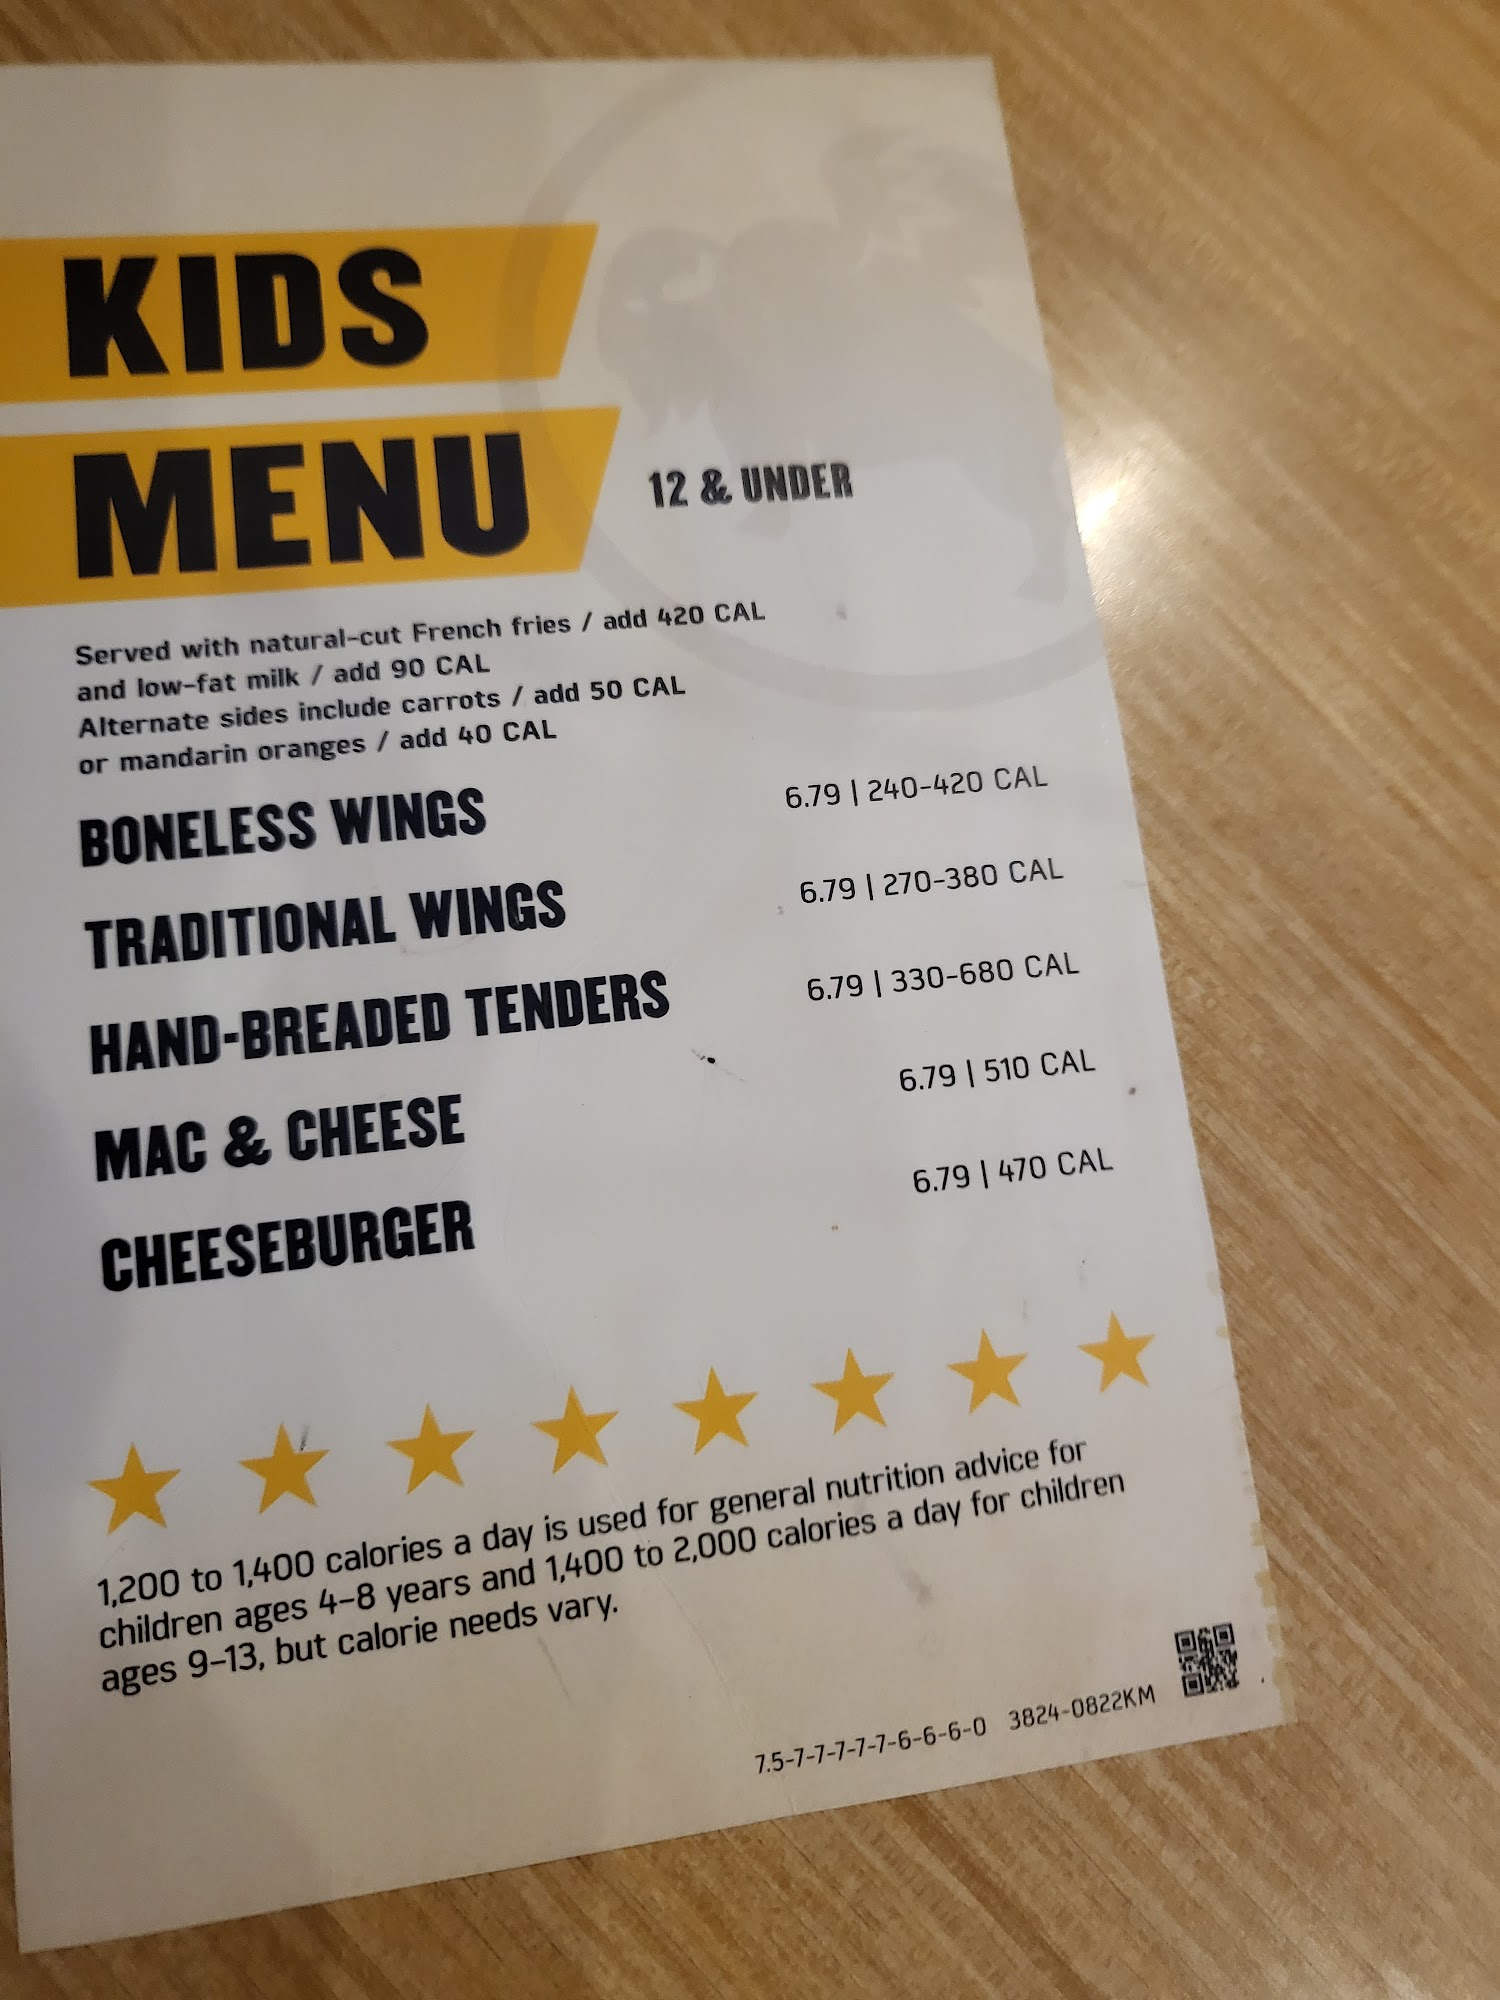 KIDS
MENU
12 & UNDER
Served with natural-cut French fries / add 420 CAL
and low-fat milk / add 90 CAL
Alternate sides include carrots / add 50 CAL
or mandarin oranges / add 40 CAL
BONELESS WINGS 6.79 | 240-420 CAL
TRADITIONAL WINGS 6.79 | 270-380 CAL
HAND-BREADED TENDERS 6.79 | 330-680 CAL
MAC & CHEESE 6.79 | 510 CAL
CHEESEBURGER 6.79 | 470 CAL
1,200 to 1,400 calories a day is used for general nutrition advice for
children ages 4-8 years and 1,400 to 2,000 calories a day for children
ages 9-13, but calorie needs vary.
7.5-7-7-7-7-7-6-6-6-0 3824-0822KM